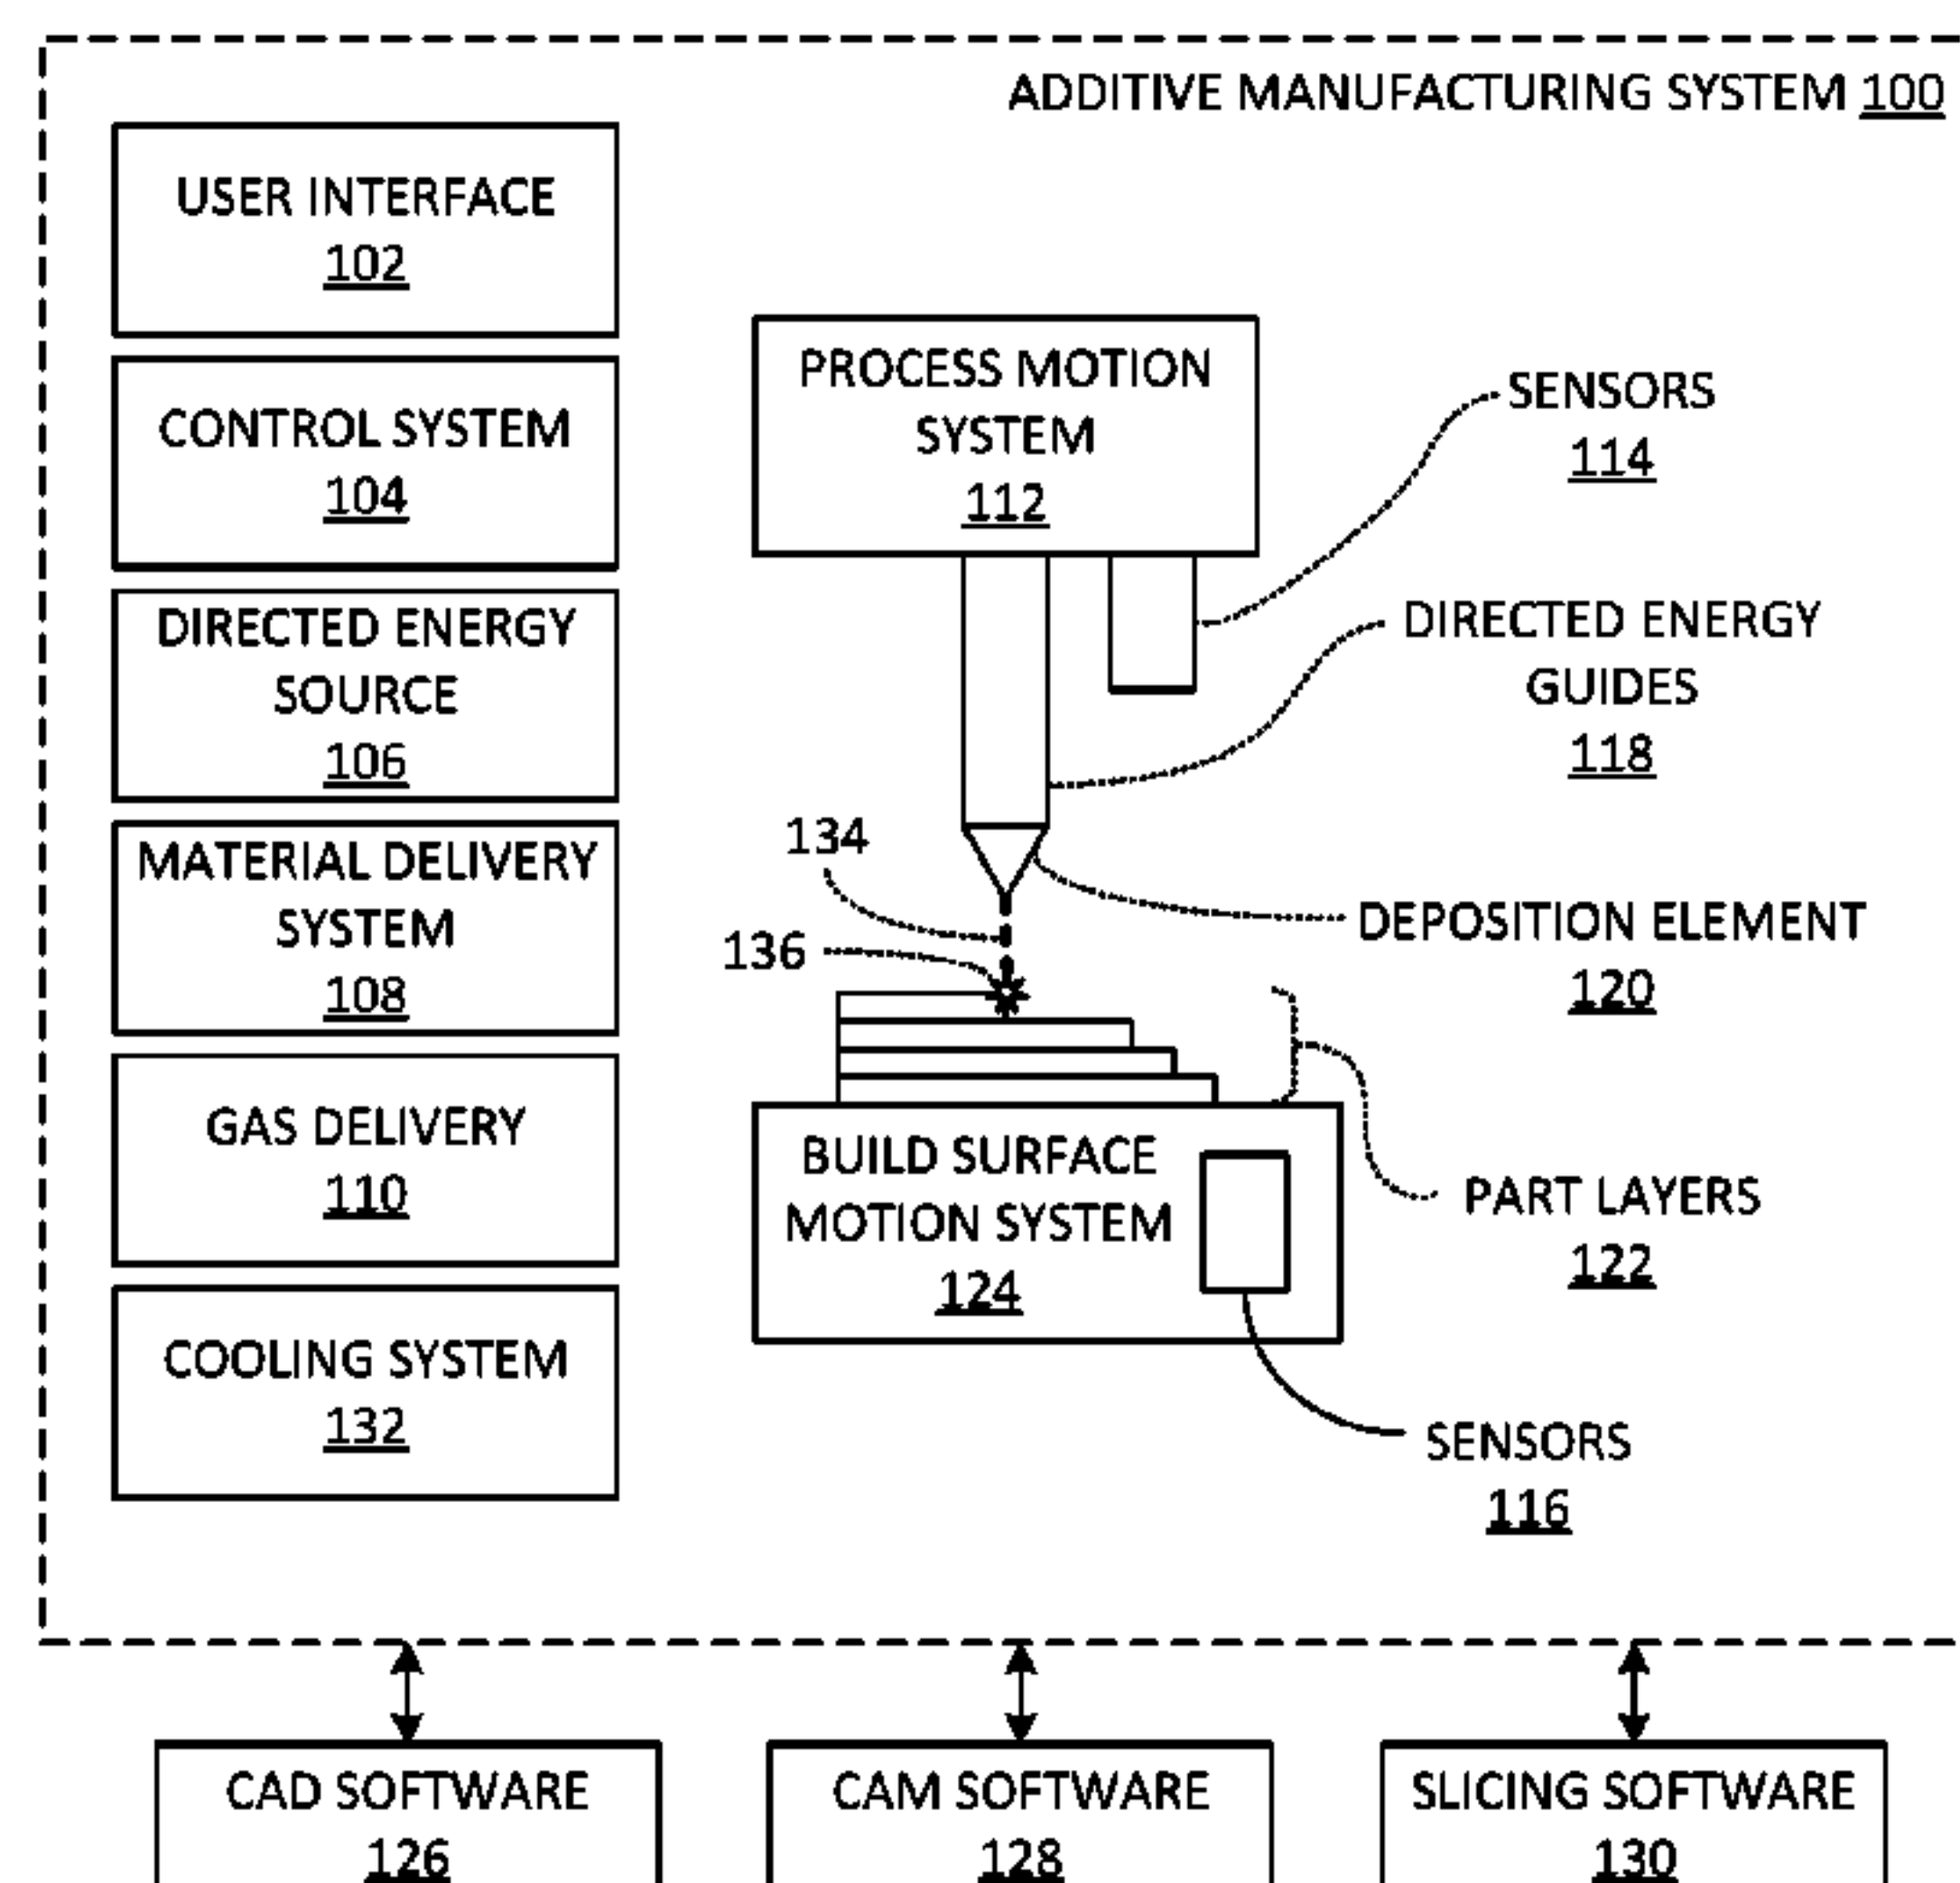 ADDITIVE MANUFACTURING SYSTEM 100
USER INTERFACE
102
CONTROL SYSTEM
104
DIRECTED ENERGY
SOURCE
106
MATERIAL DELIVERY
SYSTEM
108
GAS DELIVERY
110
COOLING SYSTEM
132
PROCESS MOTION
SYSTEM
112
SENSORS
114
DIRECTED ENERGY
GUIDES
118
134
136
DEPOSITION ELEMENT
120
BUILD SURFACE
MOTION SYSTEM
124
PART LAYERS
122
SENSORS
116
CAD SOFTWARE
126
CAM SOFTWARE
128
SLICING SOFTWARE
130